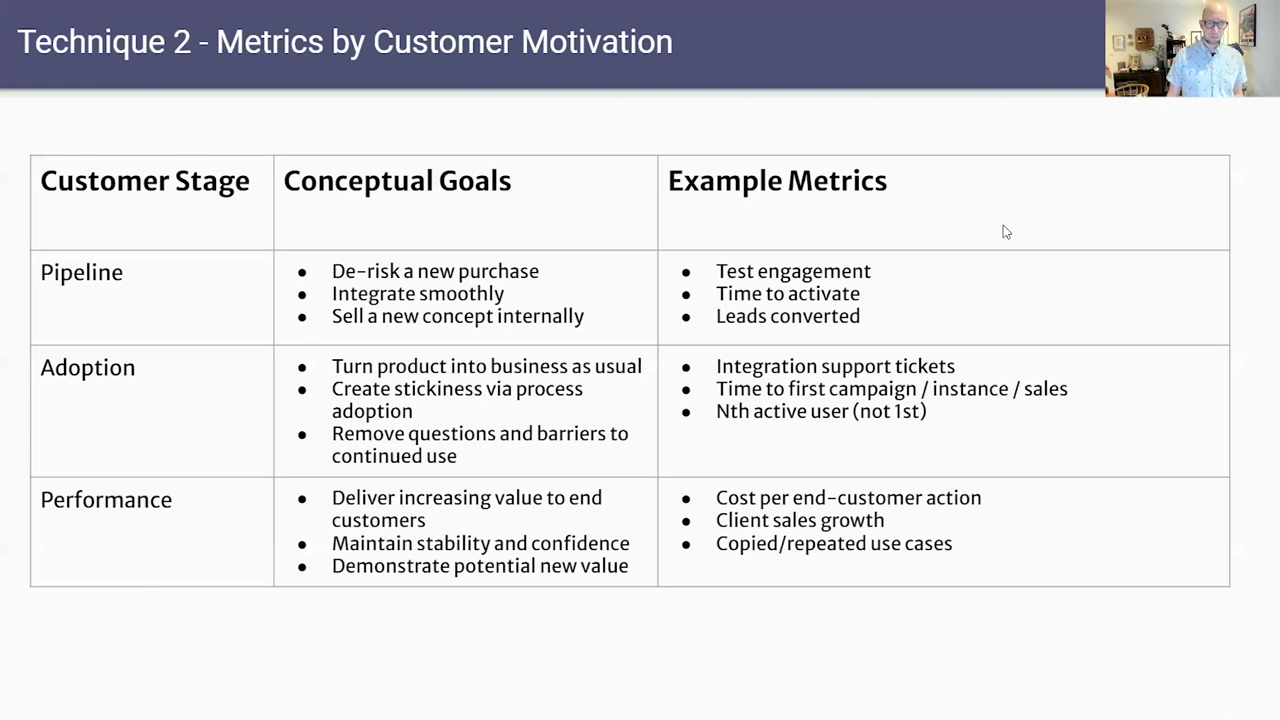 Technique 2 - Metrics by Customer Motivation
Customer Stage
Conceptual Goals
Example Metrics
Pipeline
● De-risk a new purchase
● Integrate smoothly
● Sell a new concept internally
● Test engagement
● Time to activate
● Leads converted
Adoption
● Turn product into business as usual
● Create stickiness via process
adoption
● Remove questions and barriers to
continued use
● Integration support tickets
● Time to first campaign / instance / sales
● Nth active user (not 1st)
Performance
● Deliver increasing value to end
customers
● Maintain stability and confidence
● Demonstrate potential new value
● Cost per end-customer action
● Client sales growth
● Copied/repeated use cases